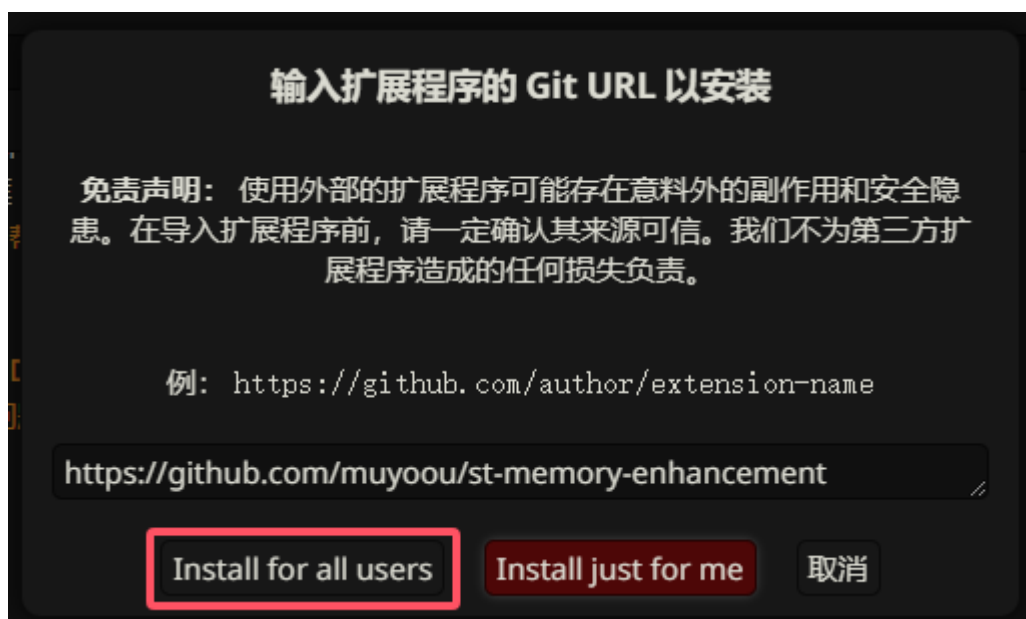 输入扩展程序的 Git URL 以安装
免责声明： 使用外部的扩展程序可能存在意料外的副作用和安全隐
患。在导入扩展程序前，请一定确认其来源可信。我们不为第三方扩
展程序造成的任何损失负责。
例： https://github.com/author/extension-name
https://github.com/muyoou/st-memory-enhancement
Install for all users Install just for me 取消